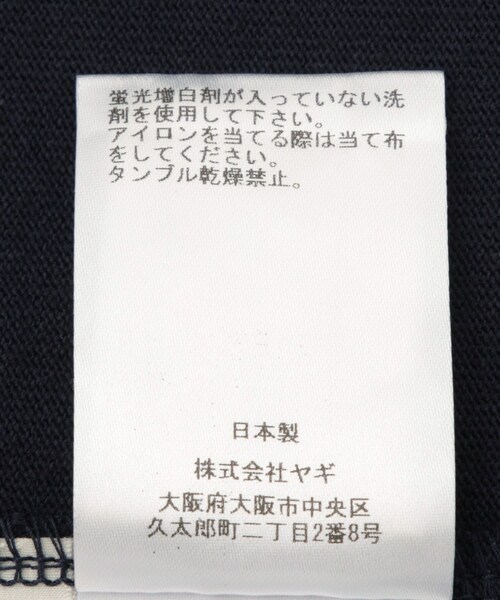 蛍光増白剤が入っていない洗
剤を使用して下さい。
アイロンを当てる際は当て布
をしてください。
タンブル乾燥禁止。
日本製
株式会社ヤギ
大阪府大阪市中央区
久太郎町二丁目2番8号